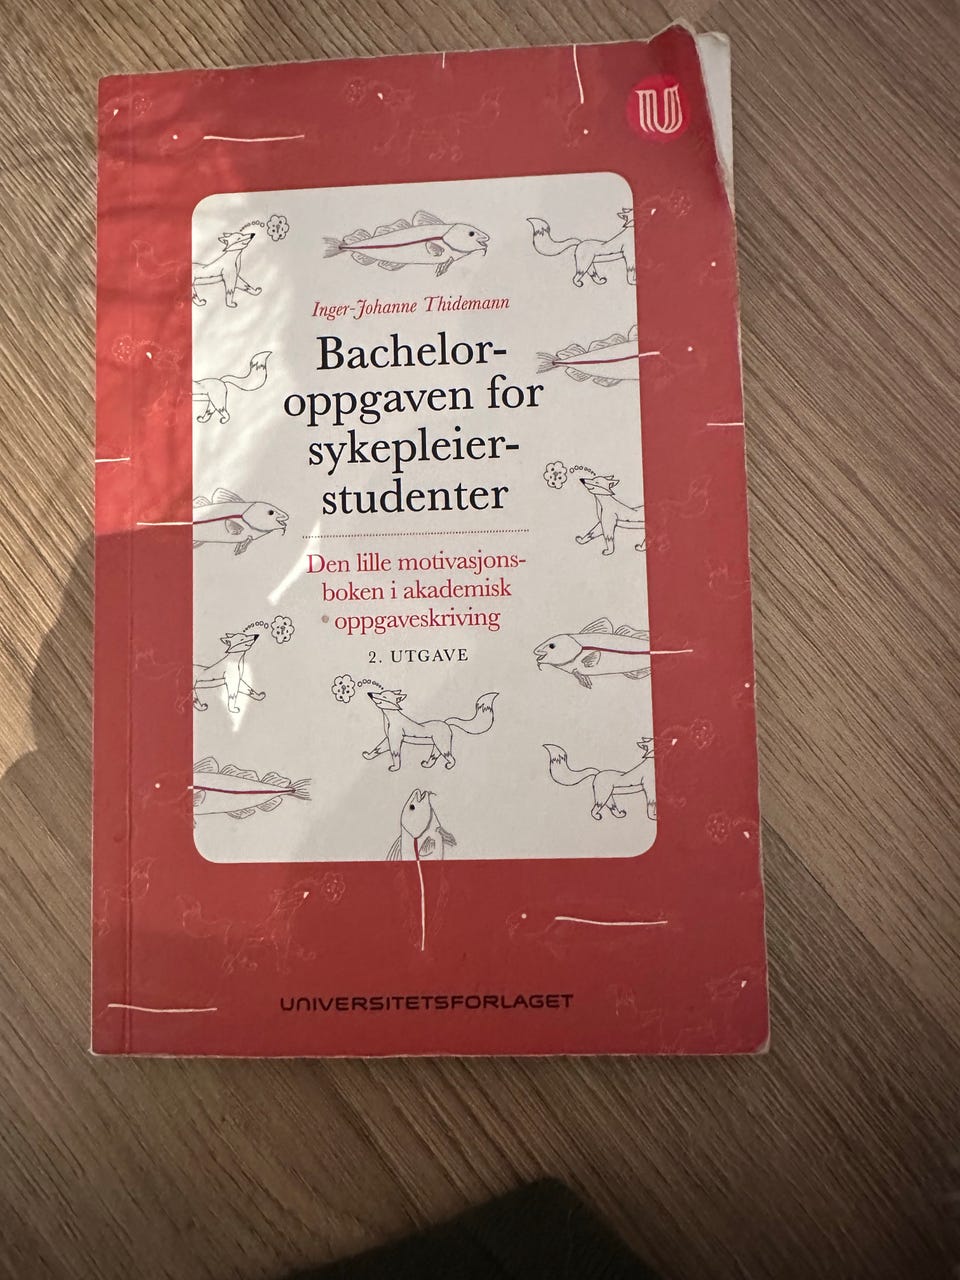 U
Inger-Johanne Thidemann
Bachelor-
oppgaven for
sykepleier-
studenter
Den lille motivasjons-
boken i akademisk
oppgaveskriving
2. UTGAVE
UNIVERSITETSFORLAGET